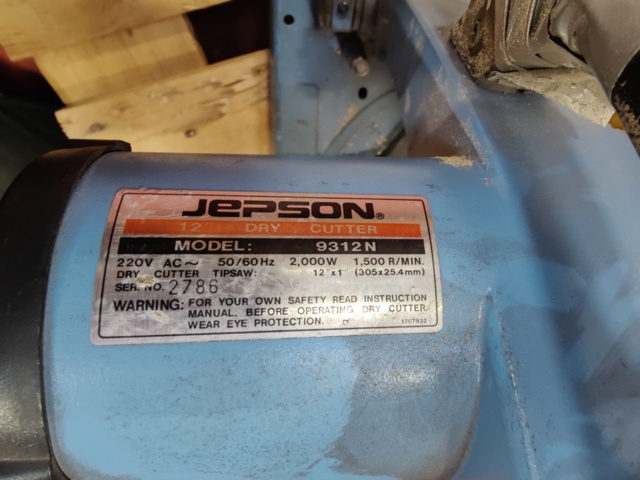 JEPSON®
12 DRY CUTTER
MODEL: 9312N
220V AC～ 50/60Hz 2,000W 1,500 R/MIN.
DRY CUTTER TIPSAW: 12"x1" (305x25.4mm)
SER. NO. 2786
WARNING: FOR YOUR OWN SAFETY READ INSTRUCTION
MANUAL. BEFORE OPERATING DRY CUTTER.
WEAR EYE PROTECTION.
1707932